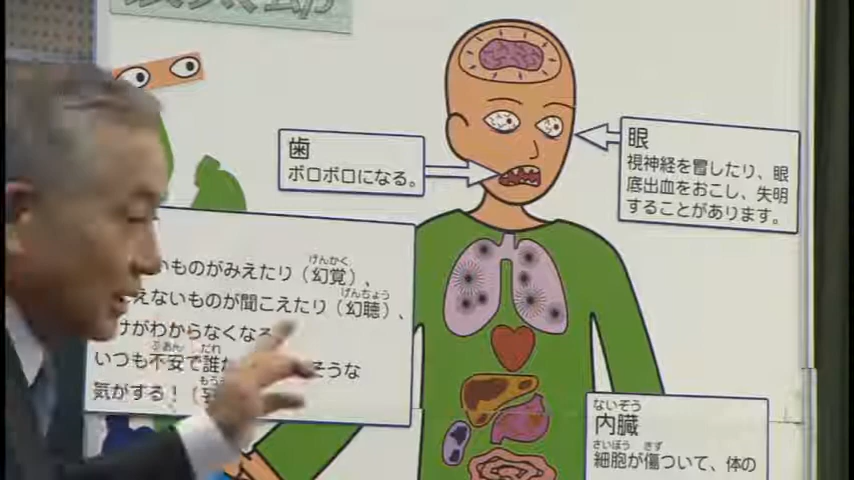 歯
ボロボロになる。
眼
視神経を冒したり、眼
底出血をおこし、失明
することがあります。
いものがみえたり（幻覚）、
げんかく
えないものが聞こえたり（幻聴）、
げんちょう
けがわからなくなる
いつも不安で誰か
ふあん だれ
そうな
気がする！（
もう
内臓
ないぞう
細胞が傷ついて、体の
さいぼう きず